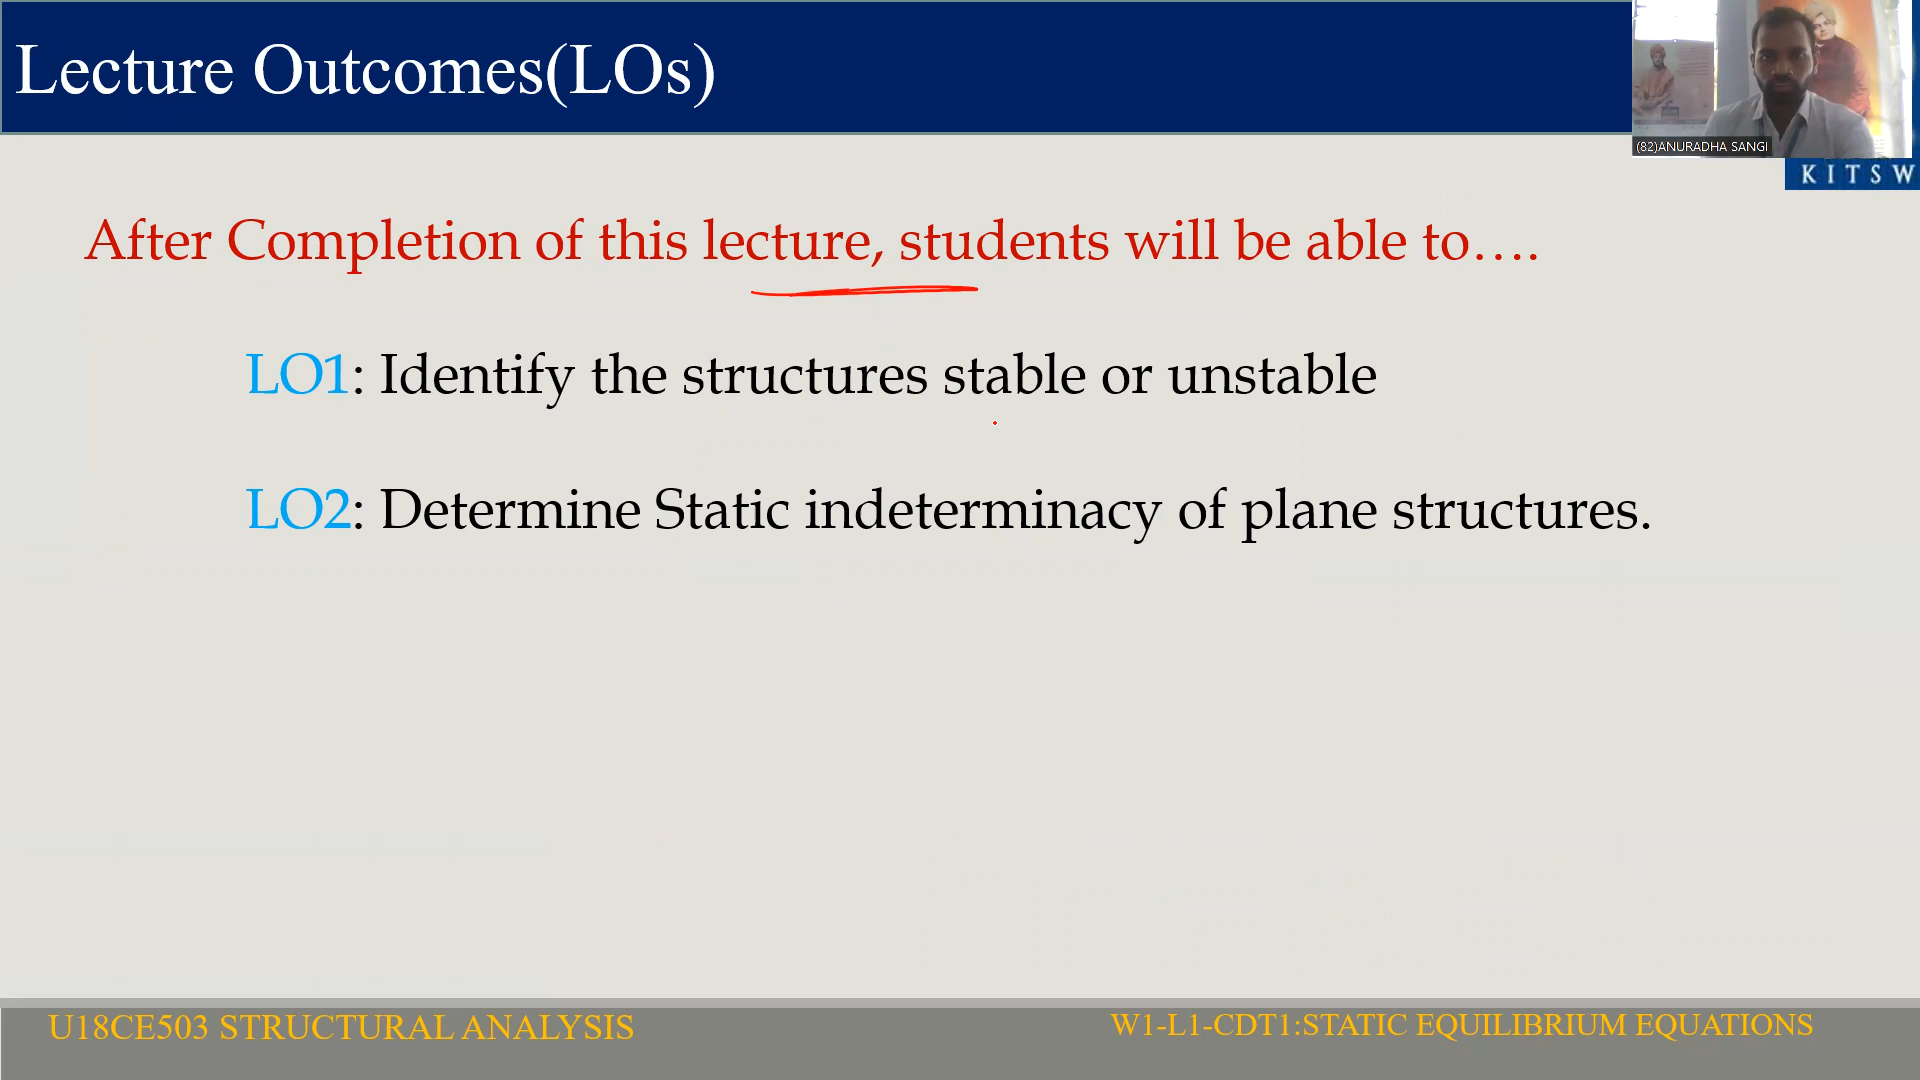 Lecture Outcomes(LOs)
(82)ANURADHA SANGI
KITSW
After Completion of this lecture, students will be able to….
LO1: Identify the structures stable or unstable
LO2: Determine Static indeterminacy of plane structures.
U18CE503 STRUCTURAL ANALYSIS
W1-L1-CDT1:STATIC EQUILIBRIUM EQUATIONS